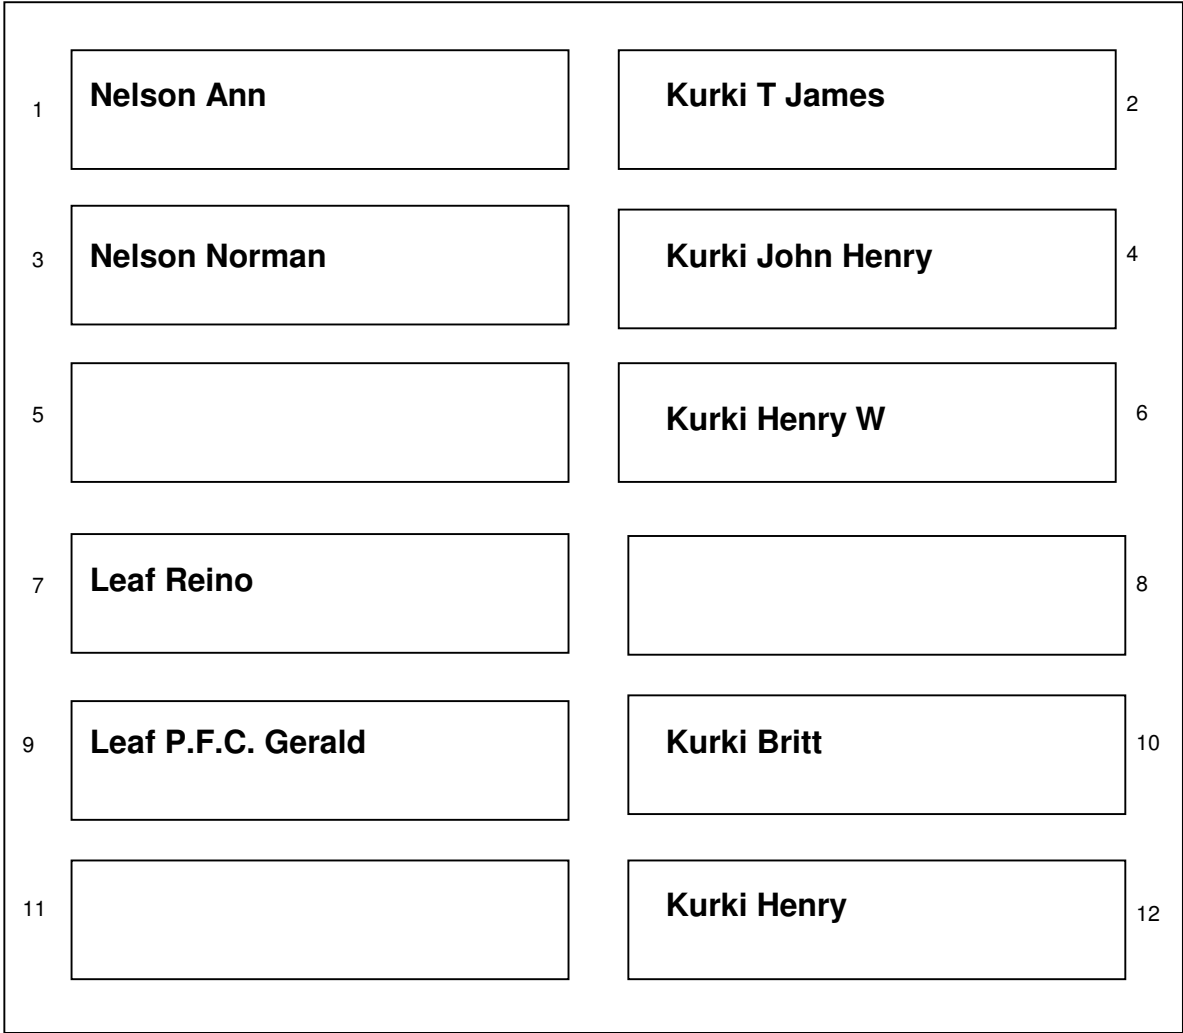 1 Nelson Ann Kurki T James 2
3 Nelson Norman Kurki John Henry 4
5 Kurki Henry W 6
7 Leaf Reino 8
9 Leaf P.F.C. Gerald Kurki Britt 10
11 Kurki Henry 12